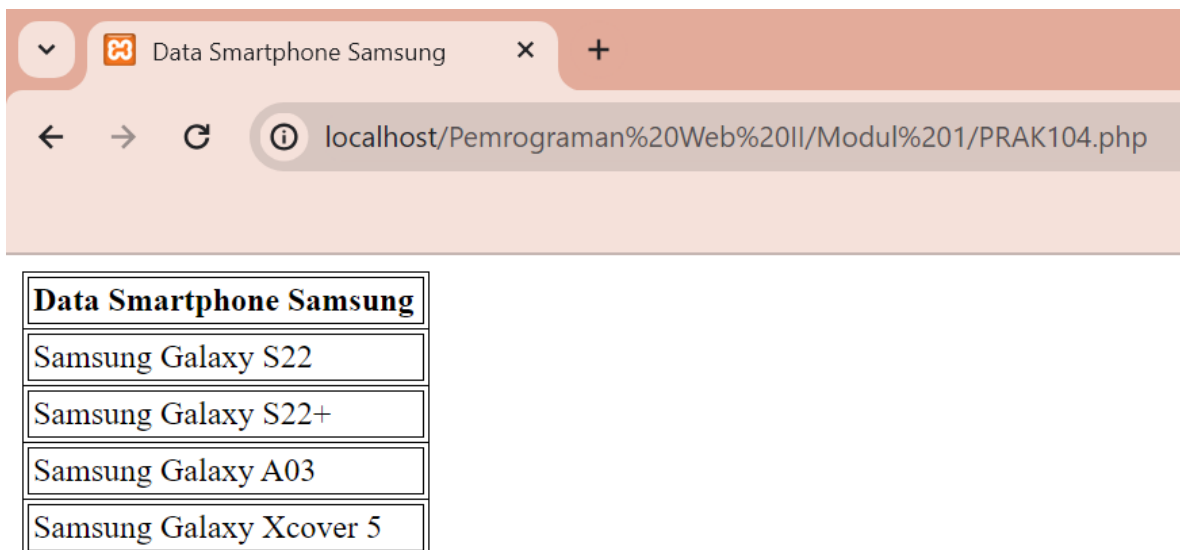 Data Smartphone Samsung
localhost/Pemrograman%20Web%20II/Modul%201/PRAK104.php
Data Smartphone Samsung
Samsung Galaxy S22
Samsung Galaxy S22+
Samsung Galaxy A03
Samsung Galaxy Xcover 5